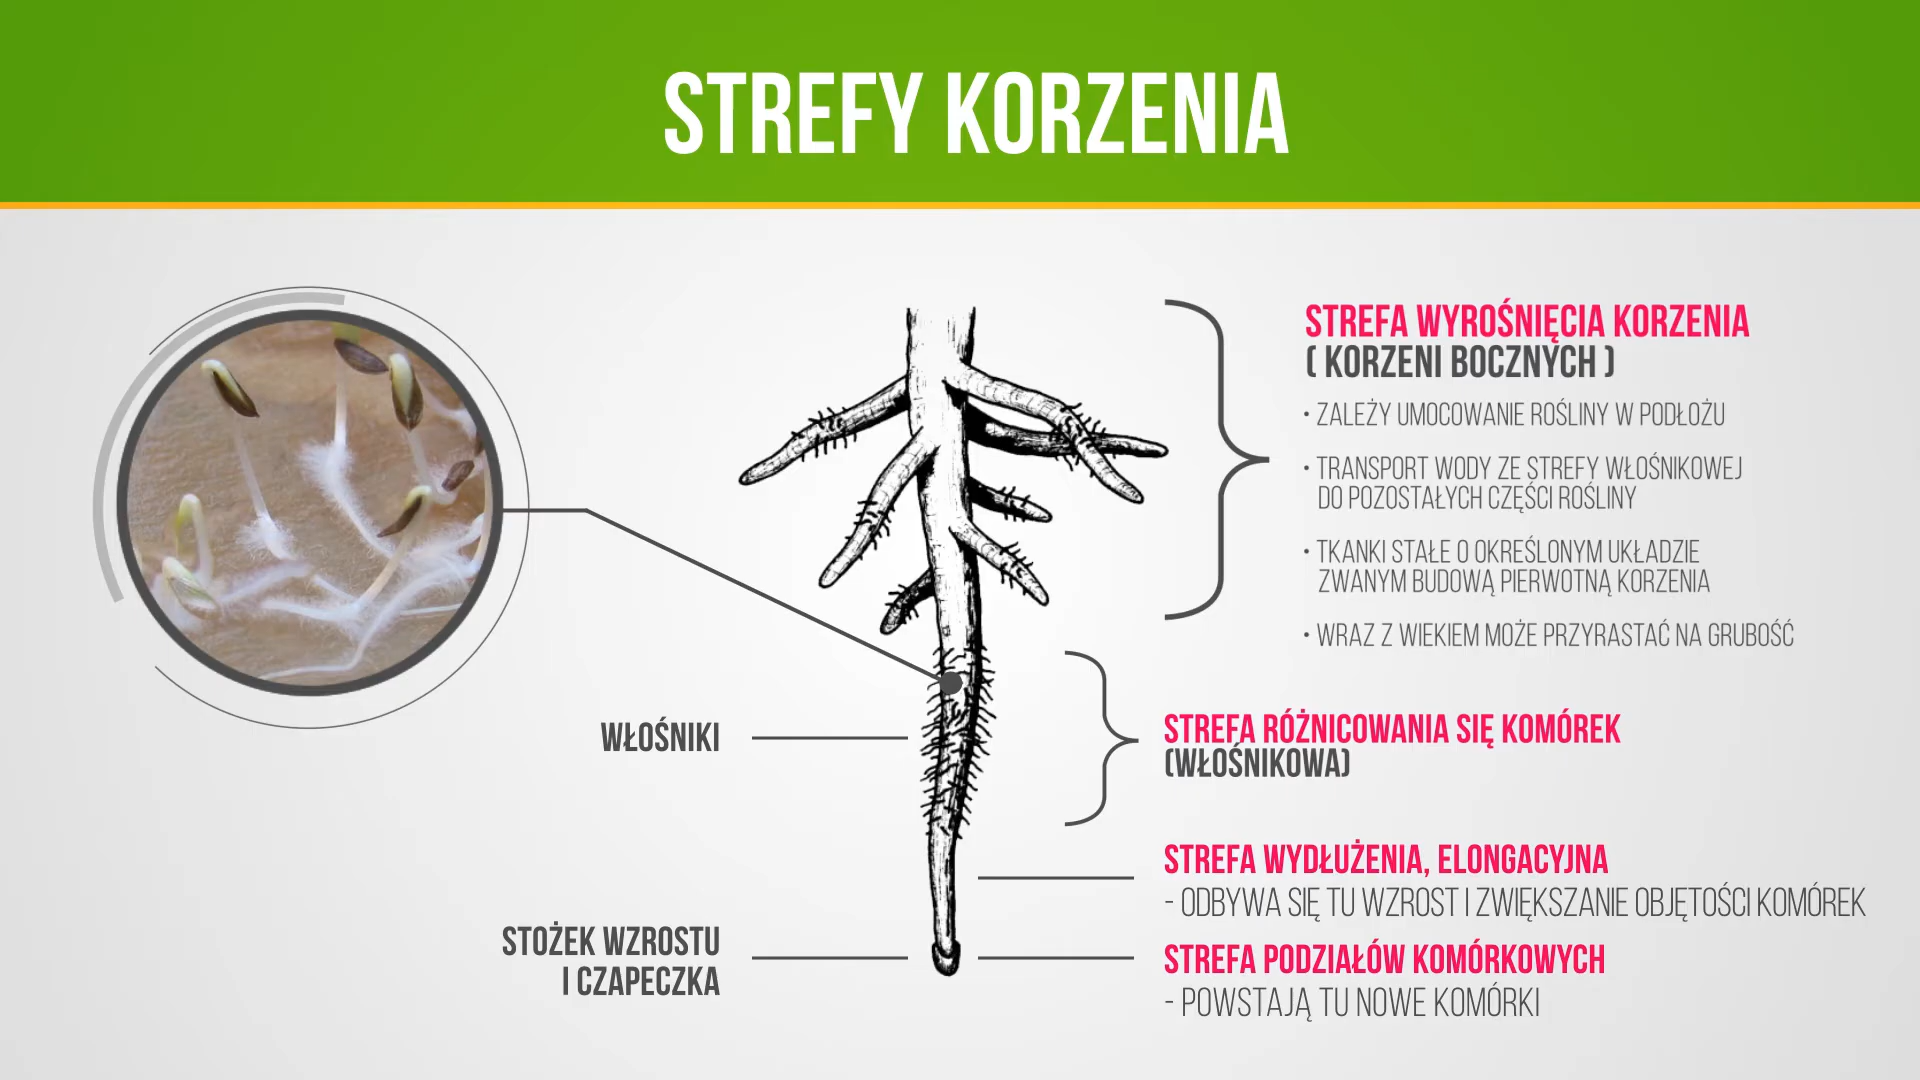 STREFY KORZENIA
STREFA WYROŚNIĘCIA KORZENIA
( KORZENI BOCZNYCH )
• ZALEŻY UMOCOWANIE ROŚLINY W PODŁOŻU
• TRANSPORT WODY ZE STREFY WŁOŚNIKOWEJ
DO POZOSTAŁYCH CZĘŚCI ROŚLINY
• TKANKI STAŁE O OKREŚLONYM UKŁADZIE
ZWANYM BUDOWĄ PIERWOTNĄ KORZENIA
• WRAZ Z WIEKIEM MOŻE PRZYRASTAĆ NA GRUBOŚĆ
WŁOŚNIKI
STREFA RÓŻNICOWANIA SIĘ KOMÓREK
(WŁOŚNIKOWA)
STREFA WYDŁUŻENIA, ELONGACYJNA
- ODBYWA SIĘ TU WZROST I ZWIĘKSZANIE OBJĘTOŚCI KOMÓREK
STOŻEK WZROSTU
I CZAPECZKA
STREFA PODZIAŁÓW KOMÓRKOWYCH
- POWSTAJĄ TU NOWE KOMÓRKI